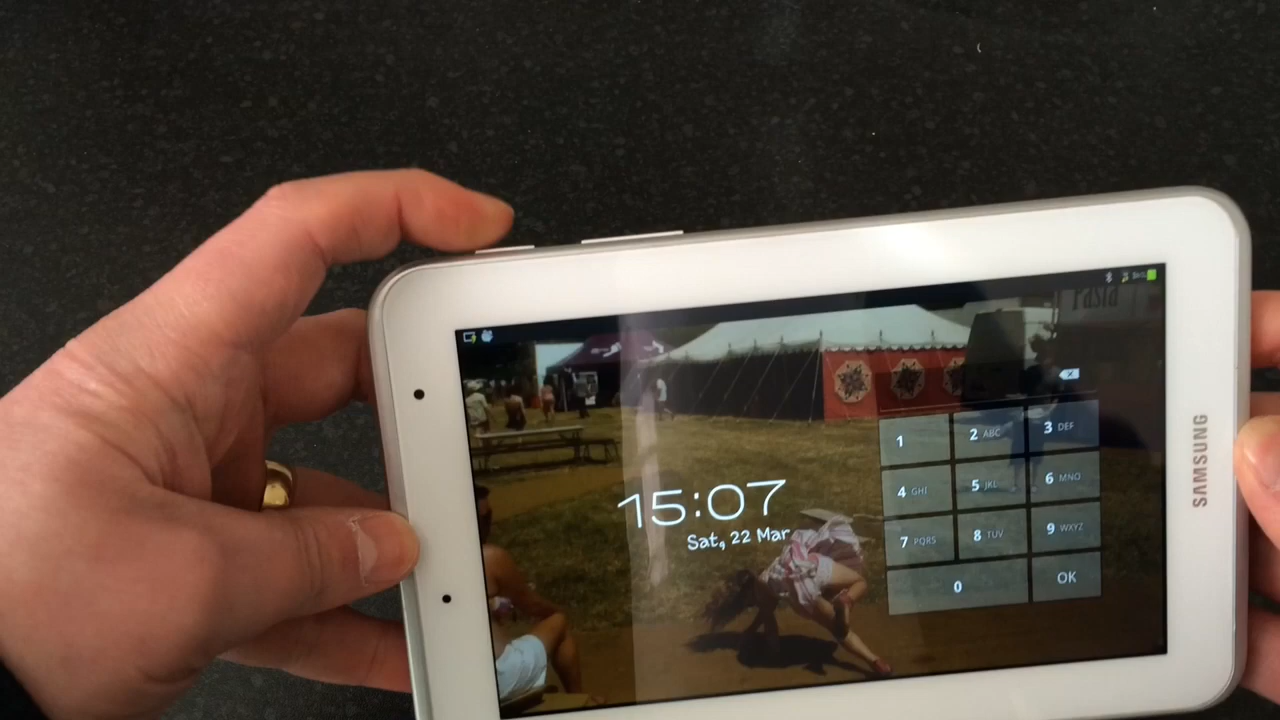 Pasta
15:07
Sat, 22 Mar
1
2 ABC
3 DEF
4 GHI
5 JKL
6 MNO
7 PQRS
8 TUV
9 WXYZ
0
OK
SAMSUNG